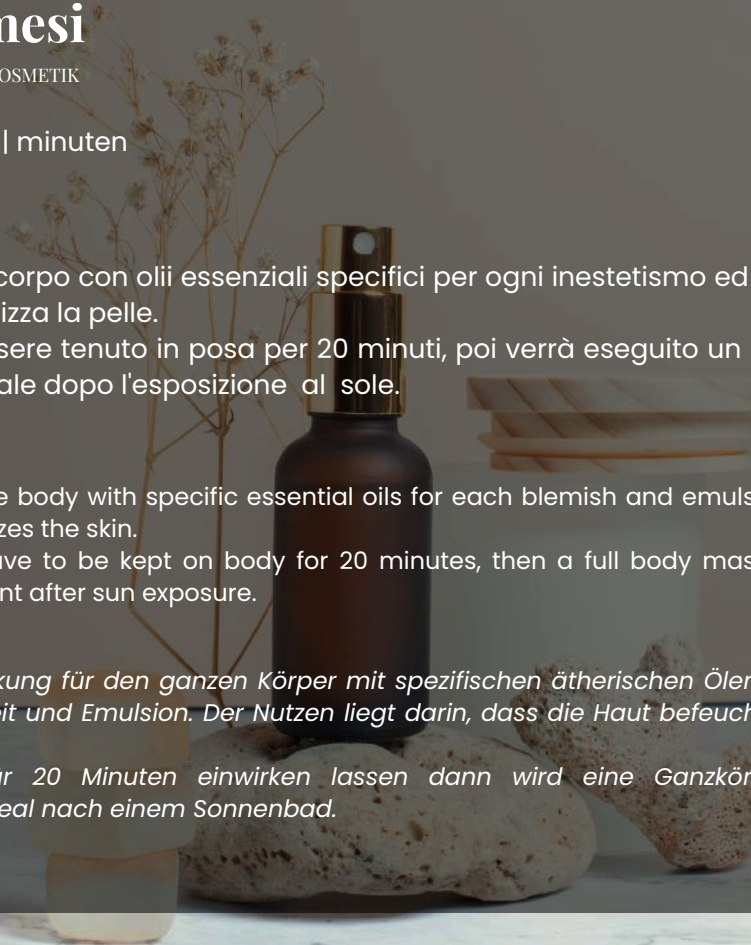 nesi
OSMETIK
| minuten
corpo con olii essenziali specifici per ogni inestetismo ed
izza la pelle.
sere tenuto in posa per 20 minuti, poi verrà eseguito un
ale dopo l'esposizione al sole.
e body with specific essential oils for each blemish and emuls
zes the skin.
ave to be kept on body for 20 minutes, then a full body mas
nt after sun exposure.
kung für den ganzen Körper mit spezifischen ätherischen Ölen
eit und Emulsion. Der Nutzen liegt darin, dass die Haut befeuch
ür 20 Minuten einwirken lassen dann wird eine Ganzkör
eal nach einem Sonnenbad.